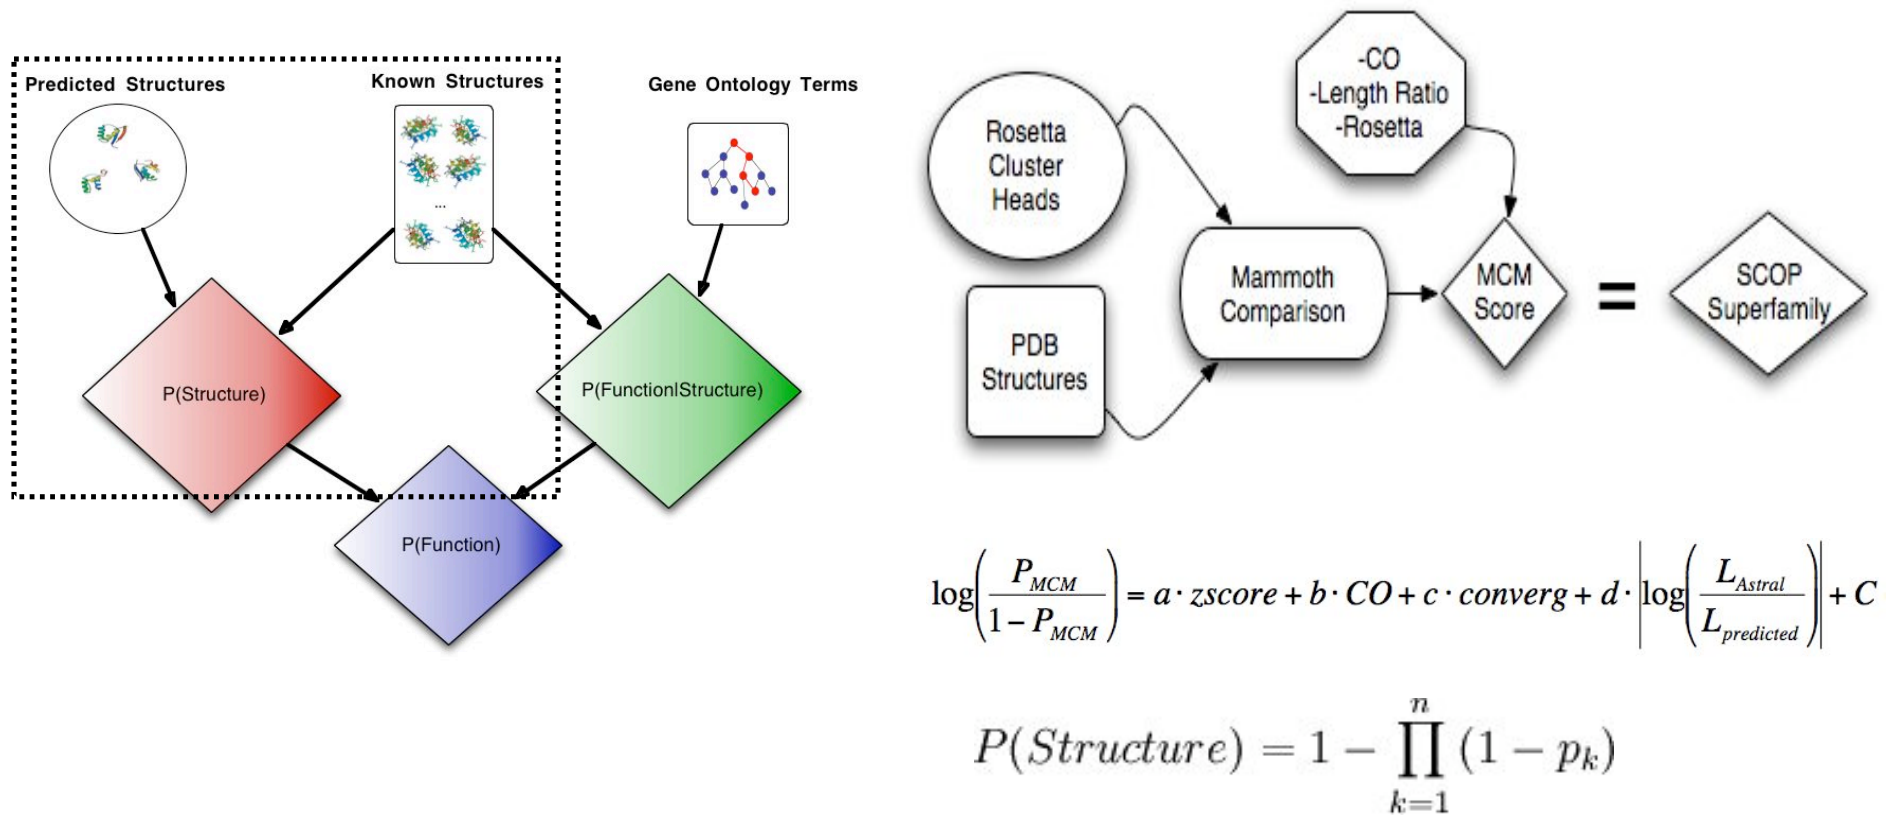 Predicted Structures
Known Structures
Gene Ontology Terms
...
P(Structure)
P(Function|Structure)
P(Function)
-CO
-Length Ratio
-Rosetta
Rosetta
Cluster
Heads
PDB
Structures
Mammoth
Comparison
MCM
Score
=
SCOP
Superfamily
log(P_MCM / (1 − P_MCM)) = a · zscore + b · CO + c · converg + d · |log(L_Astral / L_predicted)| + C
P(Structure) = 1 − ∏_{k=1}^{n} (1 − p_k)